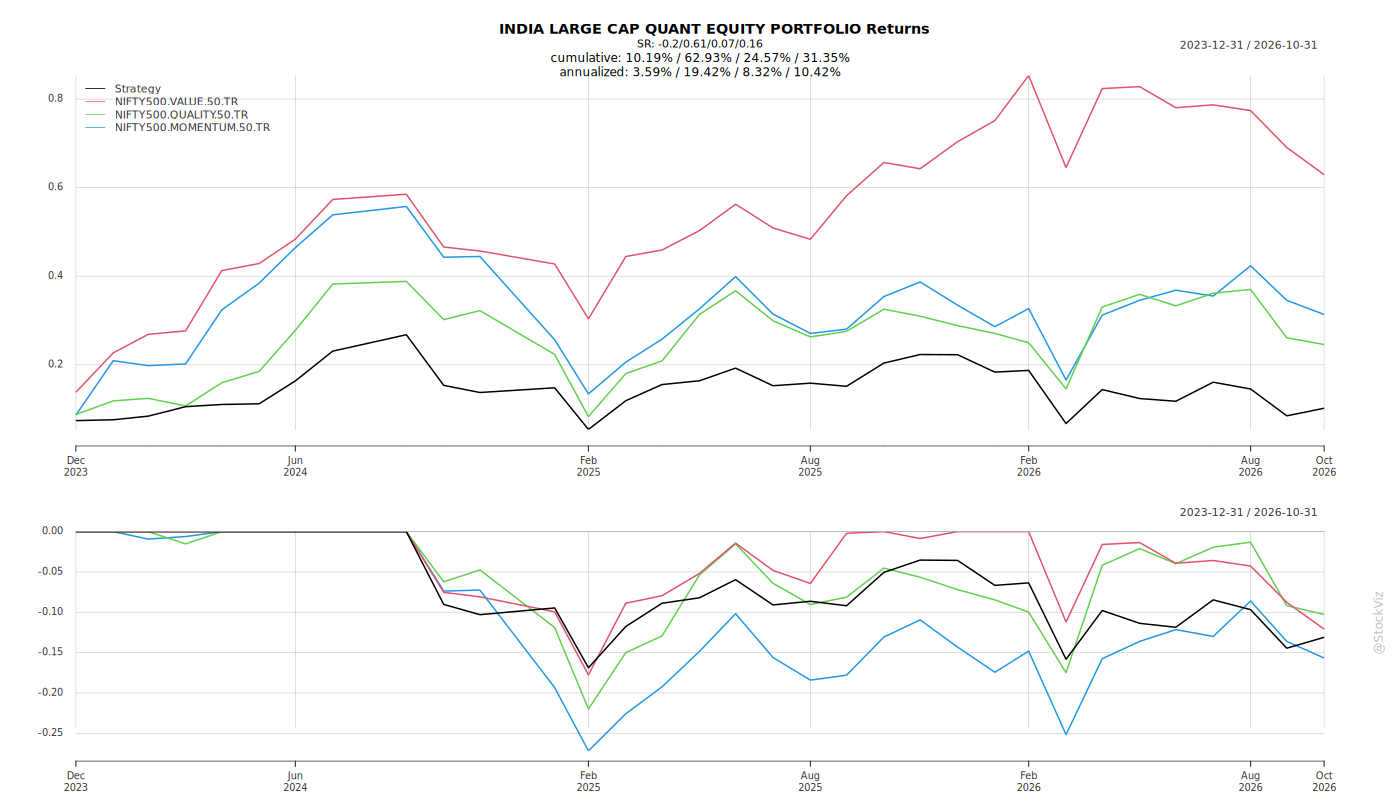 INDIA LARGE CAP QUANT EQUITY PORTFOLIO Returns
SR: -0.2/0.61/0.07/0.16
cumulative: 10.19% / 62.93% / 24.57% / 31.35%
annualized: 3.59% / 19.42% / 8.32% / 10.42%
2023-12-31 / 2026-10-31
Strategy
NIFTY500.VALUE.50.TR
NIFTY500.QUALITY.50.TR
NIFTY500.MOMENTUM.50.TR
0.8
0.6
0.4
0.2
Dec Jun Feb Aug Feb Aug Oct
2023 2024 2025 2025 2026 2026 2026
2023-12-31 / 2026-10-31
0.00
-0.05
-0.10
-0.15
-0.20
-0.25
Dec Jun Feb Aug Feb Aug Oct
2023 2024 2025 2025 2026 2026 2026
@StockViz